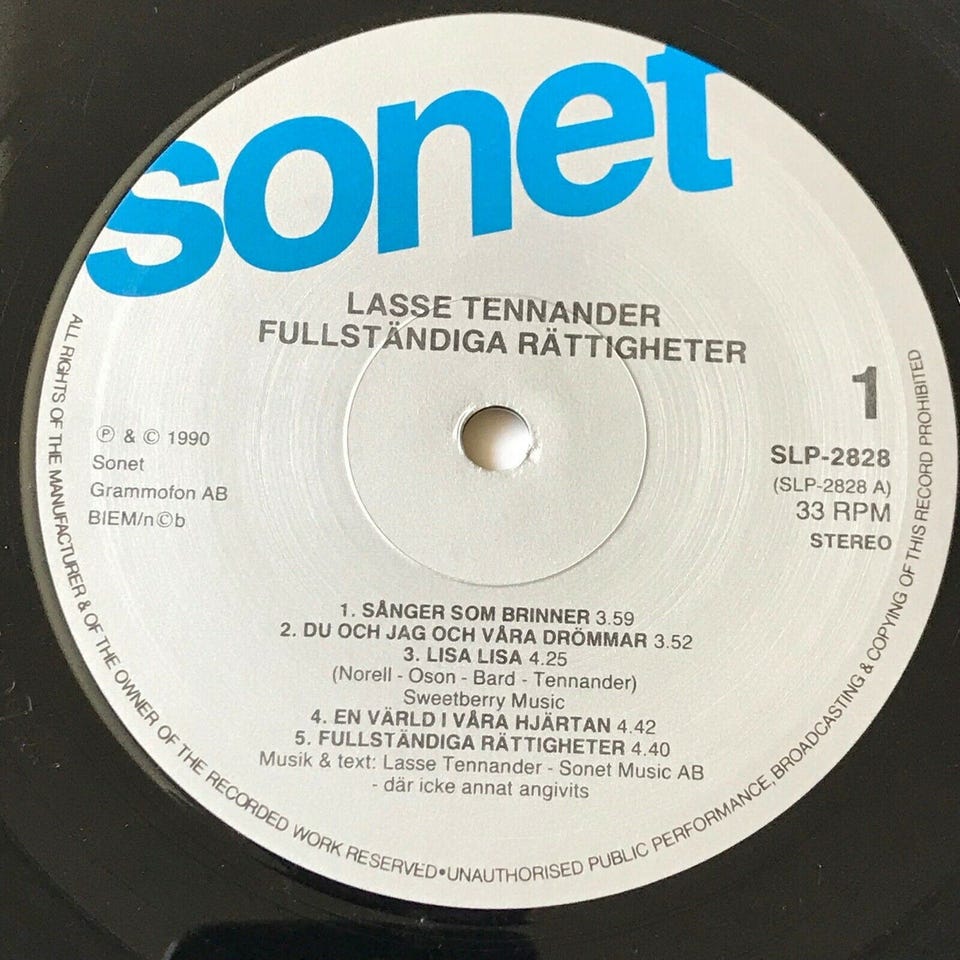 sonet
LASSE TENNANDER
FULLSTÄNDIGA RÄTTIGHETER
1
SLP-2828
(SLP-2828 A)
33 RPM
STEREO
Ⓟ & © 1990
Sonet
Grammofon AB
BIEM/n©b
1. SÅNGER SOM BRINNER 3.59
2. DU OCH JAG OCH VÅRA DRÖMMAR 3.52
3. LISA LISA 4.25
(Norell - Oson - Bard - Tennander)
Sweetberry Music
4. EN VÄRLD I VÅRA HJÄRTAN 4.42
5. FULLSTÄNDIGA RÄTTIGHETER 4.40
Musik & text: Lasse Tennander - Sonet Music AB
- där icke annat angivits
ALL RIGHTS OF THE MANUFACTURER & OF THE OWNER OF THE RECORDED WORK RESERVED•UNAUTHORISED PUBLIC PERFORMANCE, BROADCASTING & COPYING OF THIS RECORD PROHIBITED